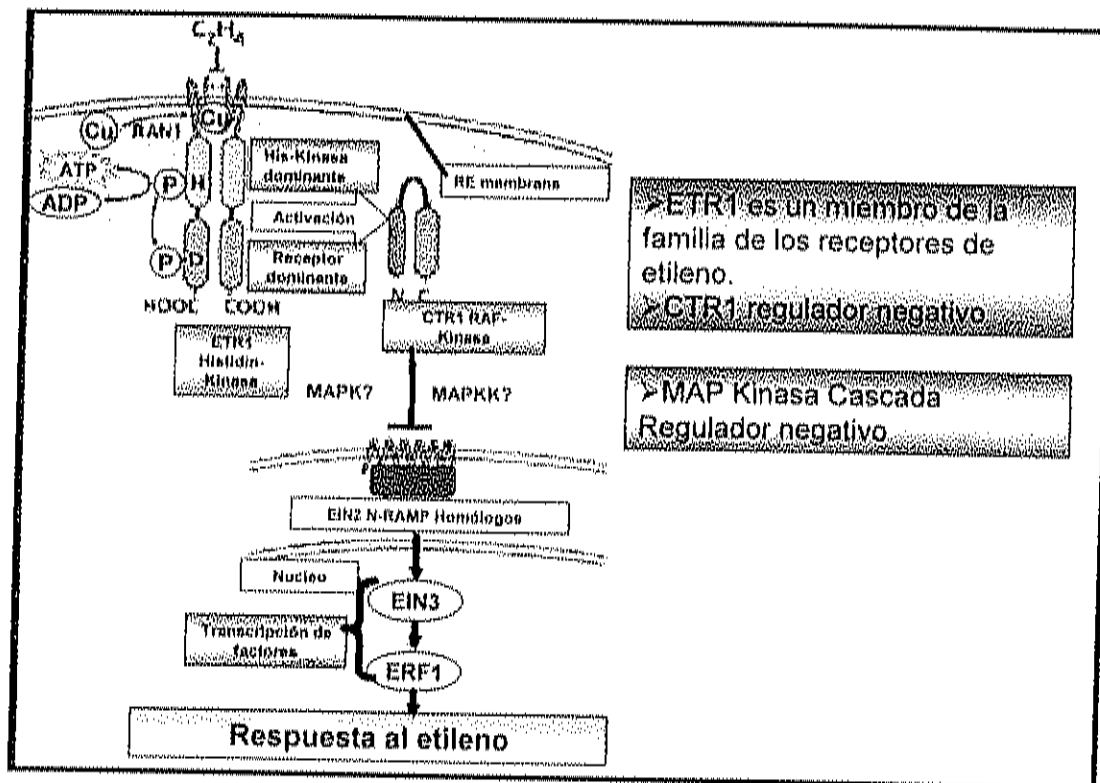 C2H4
Cu
RAN1
Cu
ATP
ADP
P
H
P
D
HOOC COOH
His-Kinasa
dominante
Activación
Receptor
dominante
RE membrana
N C
CTR1 RAF-
Kinasa
ETR1
Histidin-
Kinasa
MAPK?
MAPKK?
EIN2 N-RAMP Homólogos
Nucleo
EIN3
Transcripción de
factores
ERF1
Respuesta al etileno
➢ETR1 es un miembro de la
familia de los receptores de
etileno.
➢CTR1 regulador negativo
➢MAP Kinasa Cascada
Regulador negativo